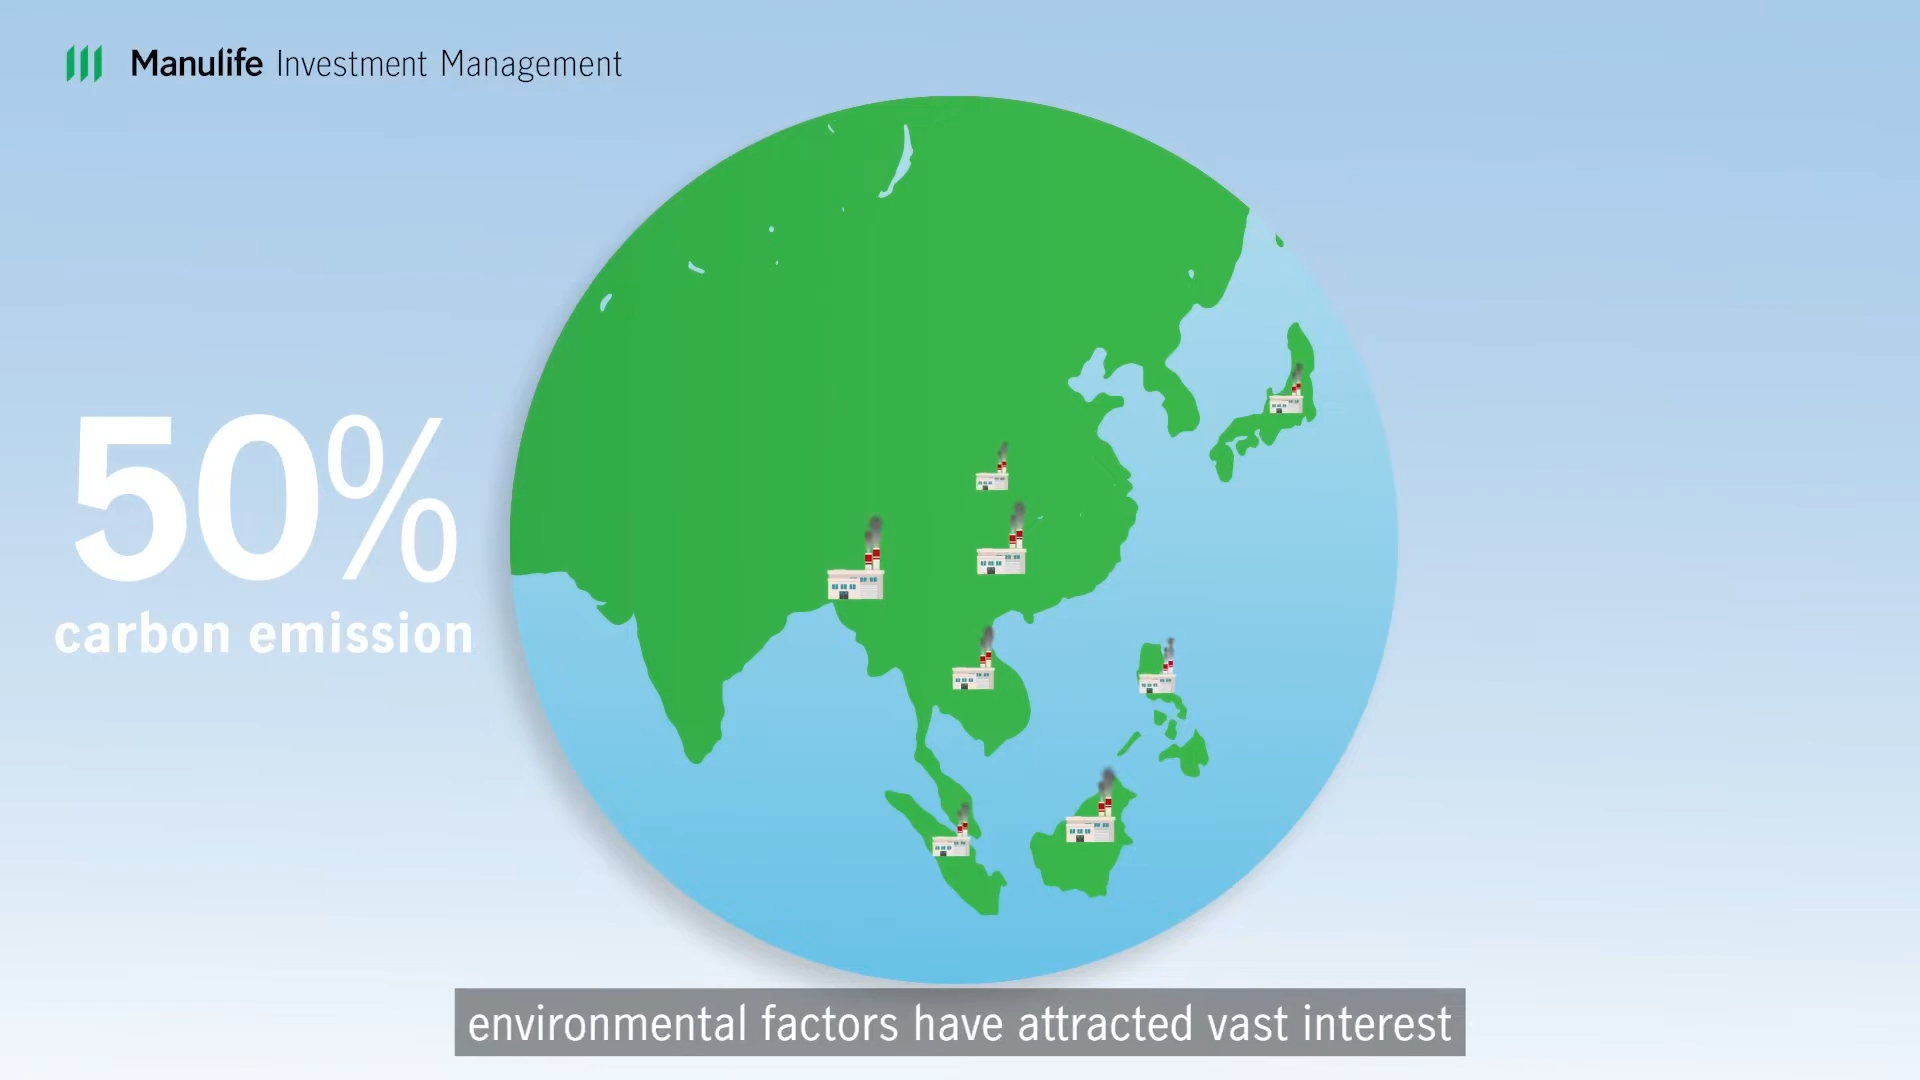 Manulife Investment Management
50%
carbon emission
environmental factors have attracted vast interest